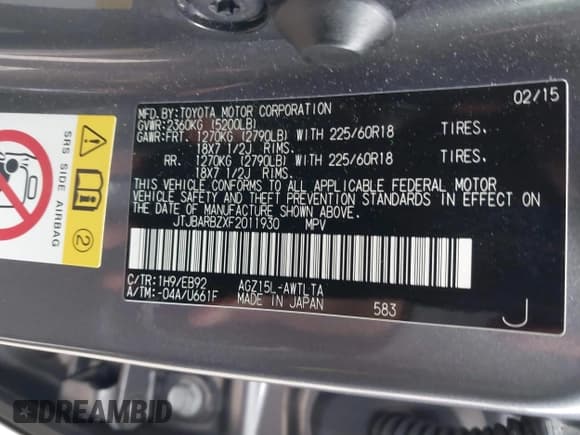 02/15
MFD. BY:TOYOTA MOTOR CORPORATION
GVWR:2360KG (5200LB)
GAWR:FRT. 1270KG (2790LB) WITH 225/60R18 TIRES.
18X7 1/2J RIMS.
RR. 1270KG (2790LB) WITH 225/60R18 TIRES.
18X7 1/2J RIMS.
THIS VEHICLE CONFORMS TO ALL APPLICABLE FEDERAL MOTOR
VEHICLE SAFETY AND THEFT PREVENTION STANDARDS IN EFFECT ON
THE DATE OF MANUFACTURE SHOWN ABOVE.
JTJBARBZXF2011930 MPV
C/TR:1H9/EB92 AGZ15L-AWTLTA
A/TM:-04A/U661F MADE IN JAPAN 583
J
SRS SIDE AIRBAG
2
DREAMBID